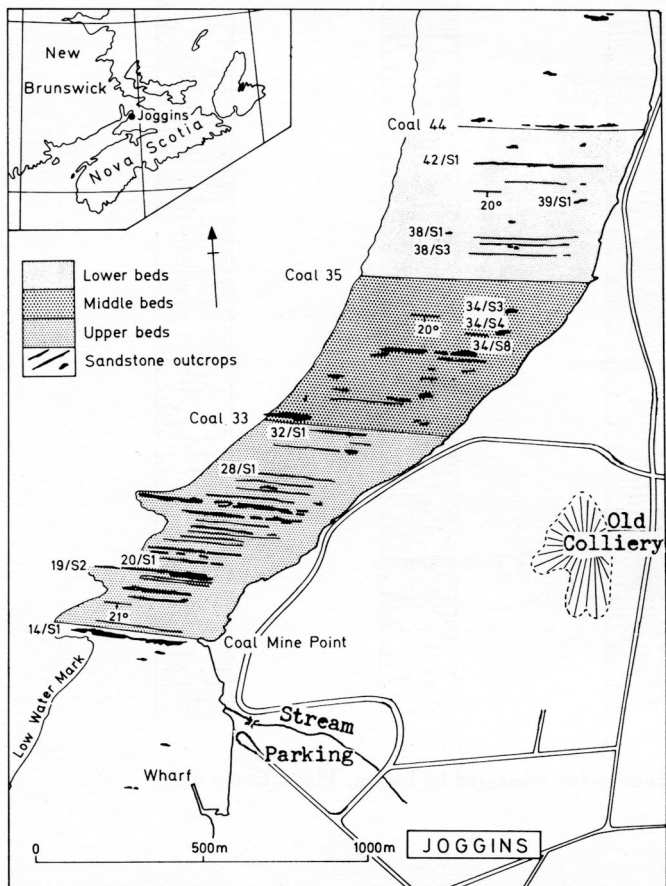 New
Brunswick
Joggins
Nova Scotia
Lower beds
Middle beds
Upper beds
Sandstone outcrops
Coal 44
42/S1
20°
39/S1
38/S1
38/S3
Coal 35
34/S3
34/S4
20°
34/S8
Coal 33
32/S1
28/S1
Old
Colliery
19/S2
20/S1
21°
14/S1
Coal Mine Point
Low Water Mark
Stream
Parking
Wharf
0 500m 1000m
JOGGINS